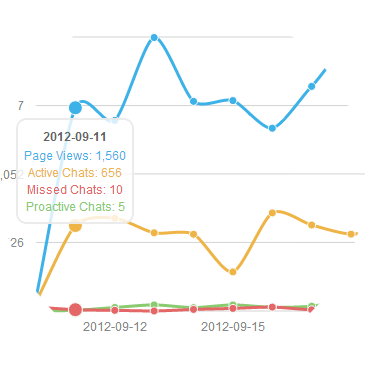 7
2012-09-11
Page Views: 1,560
,052
Active Chats: 656
Missed Chats: 10
Proactive Chats: 5
26
2012-09-12
2012-09-15